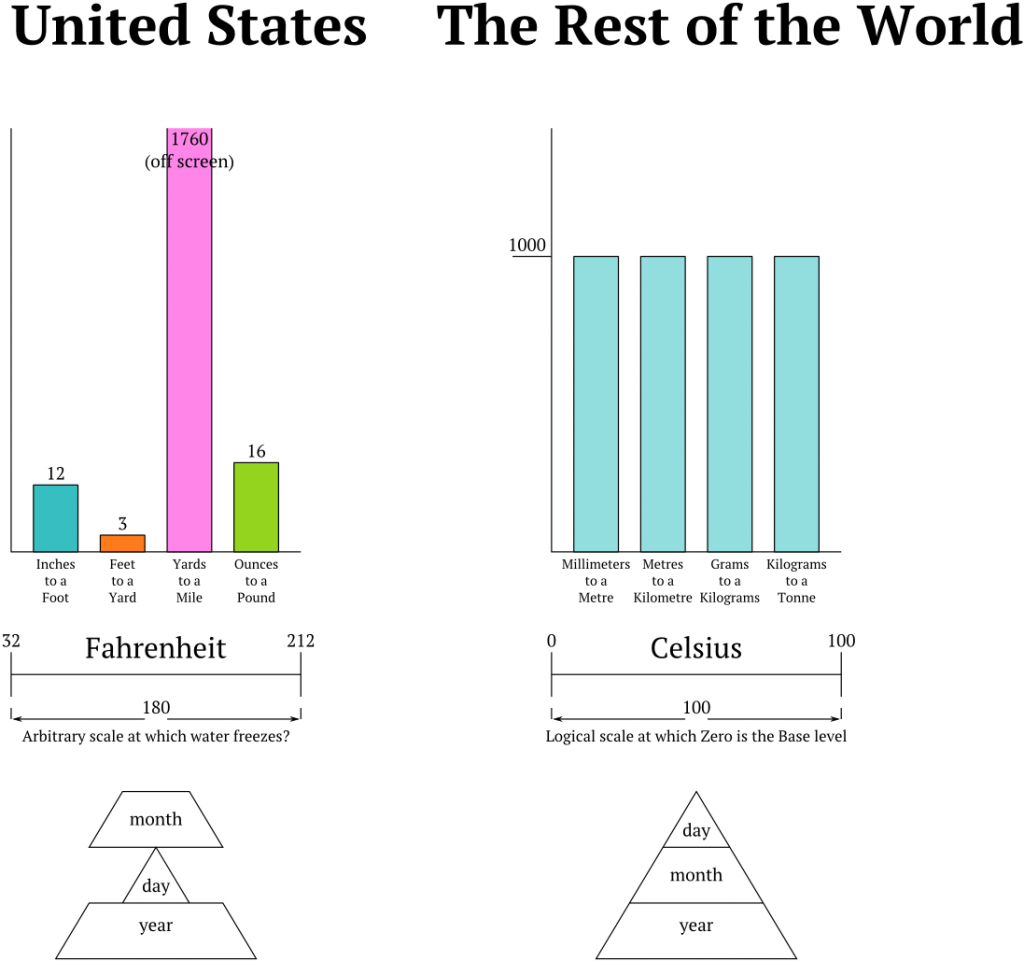 United States
The Rest of the World
1760
(off screen)
12
3
16
Inches
to a
Foot
Feet
to a
Yard
Yards
to a
Mile
Ounces
to a
Pound
1000
Millimeters
to a
Metre
Metres
to a
Kilometre
Grams
to a
Kilograms
Kilograms
to a
Tonne
32
Fahrenheit
212
180
Arbitrary scale at which water freezes?
0
Celsius
100
100
Logical scale at which Zero is the Base level
month
day
year
day
month
year